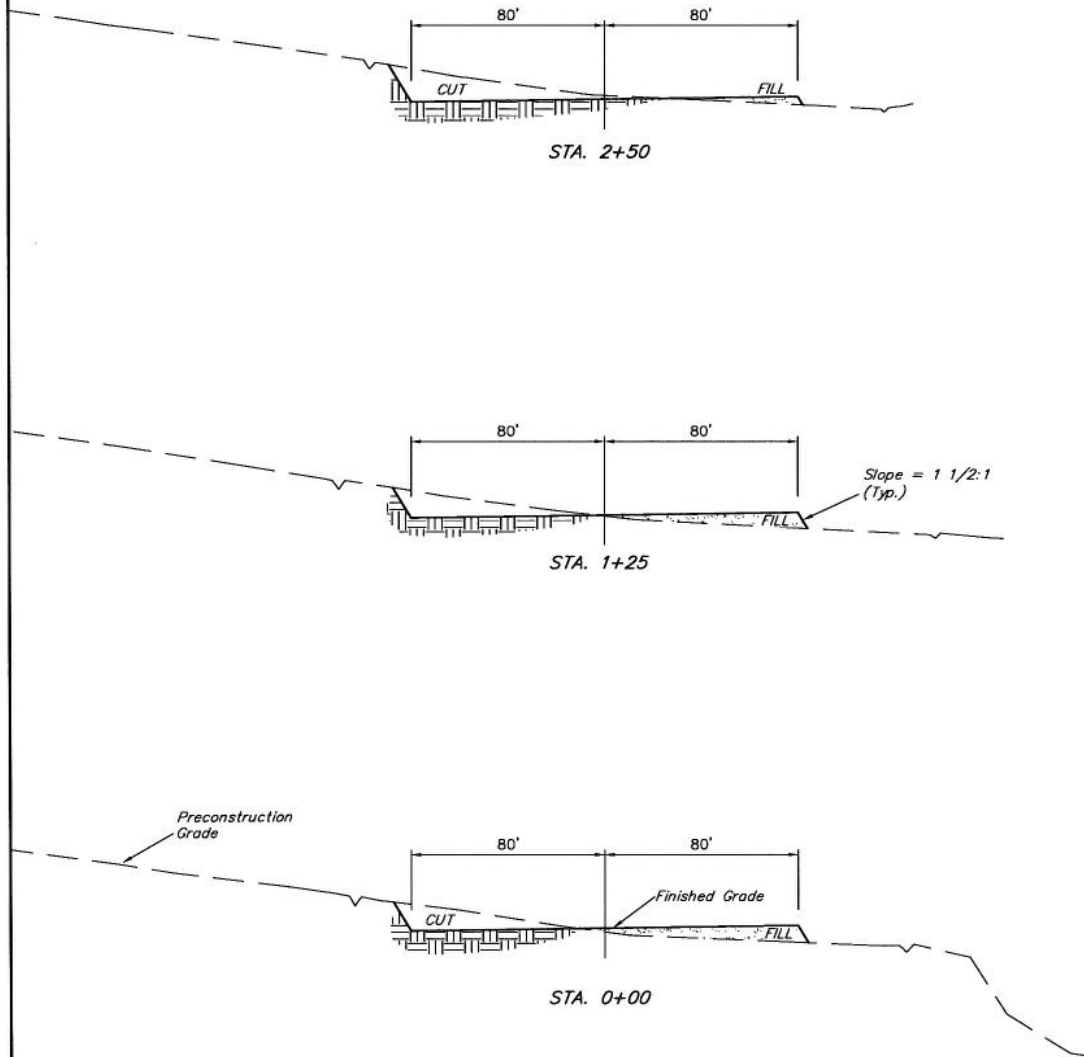 80' 80'
CUT FILL
STA. 2+50
80' 80'
Slope = 1 1/2:1
(Typ.)
FILL
STA. 1+25
Preconstruction
Grade
80' 80'
Finished Grade
CUT
FILL
STA. 0+00